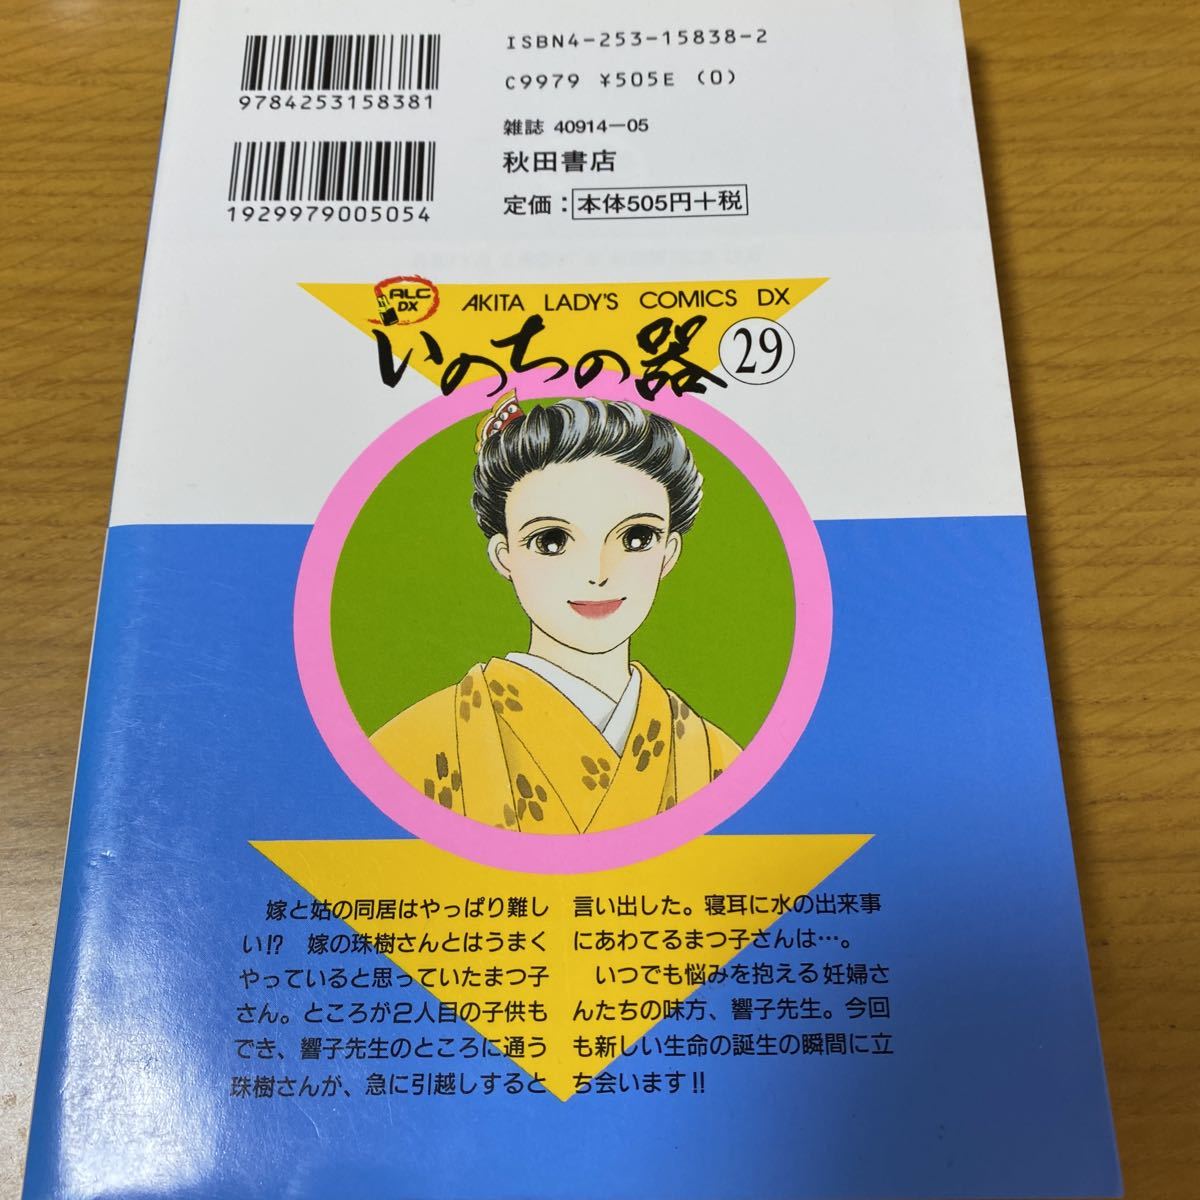 9784253158381
1929979005054
ISBN4-253-15838-2
C9979 ¥505E (0)
雑誌 40914-05
秋田書店
定価：本体505円+税
ALC DX
AKITA LADY'S COMICS DX
いのちの器 29
嫁と姑の同居はやっぱり難し
い!? 嫁の珠樹さんとはうまく
やっていると思っていたまつ子
さん。ところが2人目の子供も
でき、響子先生のところに通う
珠樹さんが、急に引越しすると
言い出した。寝耳に水の出来事
にあわてるまつ子さんは…。
いつでも悩みを抱える妊婦さ
んたちの味方、響子先生。今回
も新しい生命の誕生の瞬間に立
ち会います!!